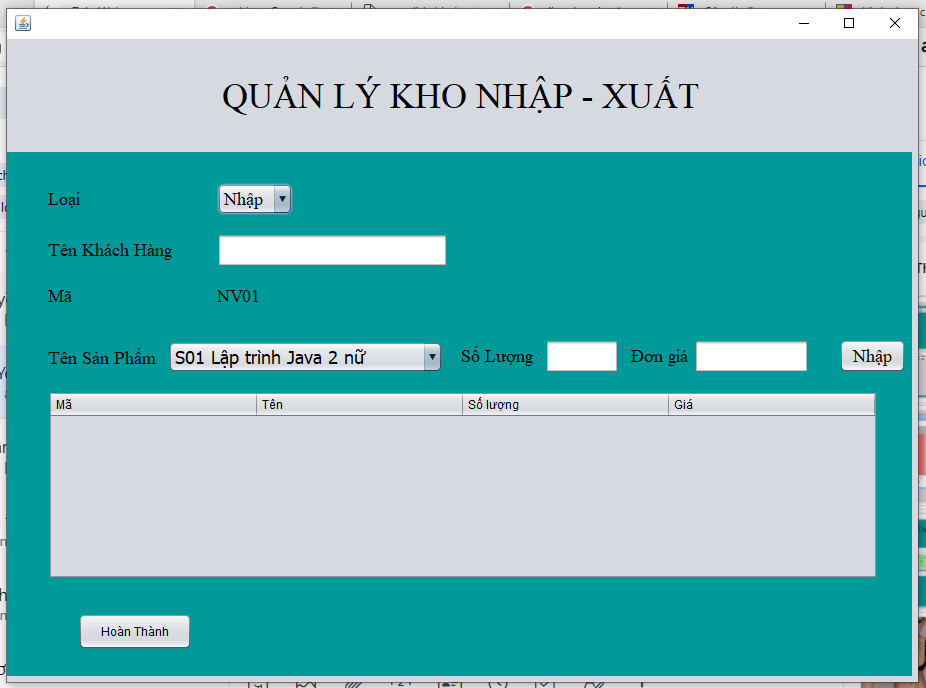 QUẢN LÝ KHO NHẬP - XUẤT
Loại Nhập
Tên Khách Hàng
Mã NV01
Tên Sản Phẩm S01 Lập trình Java 2 nữ Số Lượng Đơn giá Nhập
Mã Tên Số lượng Giá
Hoàn Thành